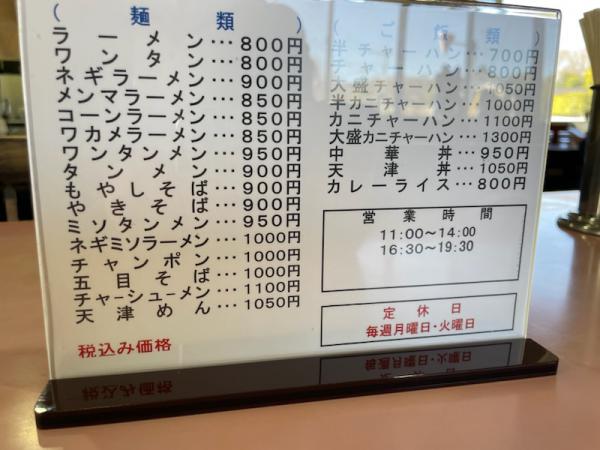 （麺類）
ラーメン…800円
ワンタン…800円
ネギラーメン…900円
メンマラーメン…850円
コーンラーメン…850円
ワカメラーメン…850円
ワンタンメン…950円
タンメン…900円
もやしそば…900円
やきそば…900円
ミソタンメン…950円
ネギミソラーメン…1000円
チャンポン…1000円
五目そば…1000円
チャーシューメン…1100円
天津めん…1050円
税込み価格
（ご飯類）
半チャーハン…700円
チャーハン…800円
大盛チャーハン…1050円
半カニチャーハン…1000円
カニチャーハン…1100円
大盛カニチャーハン…1300円
中華丼…950円
天津丼…1050円
カレーライス…800円
営業時間
11:00～14:00
16:30～19:30
定休日
毎週月曜日・火曜日